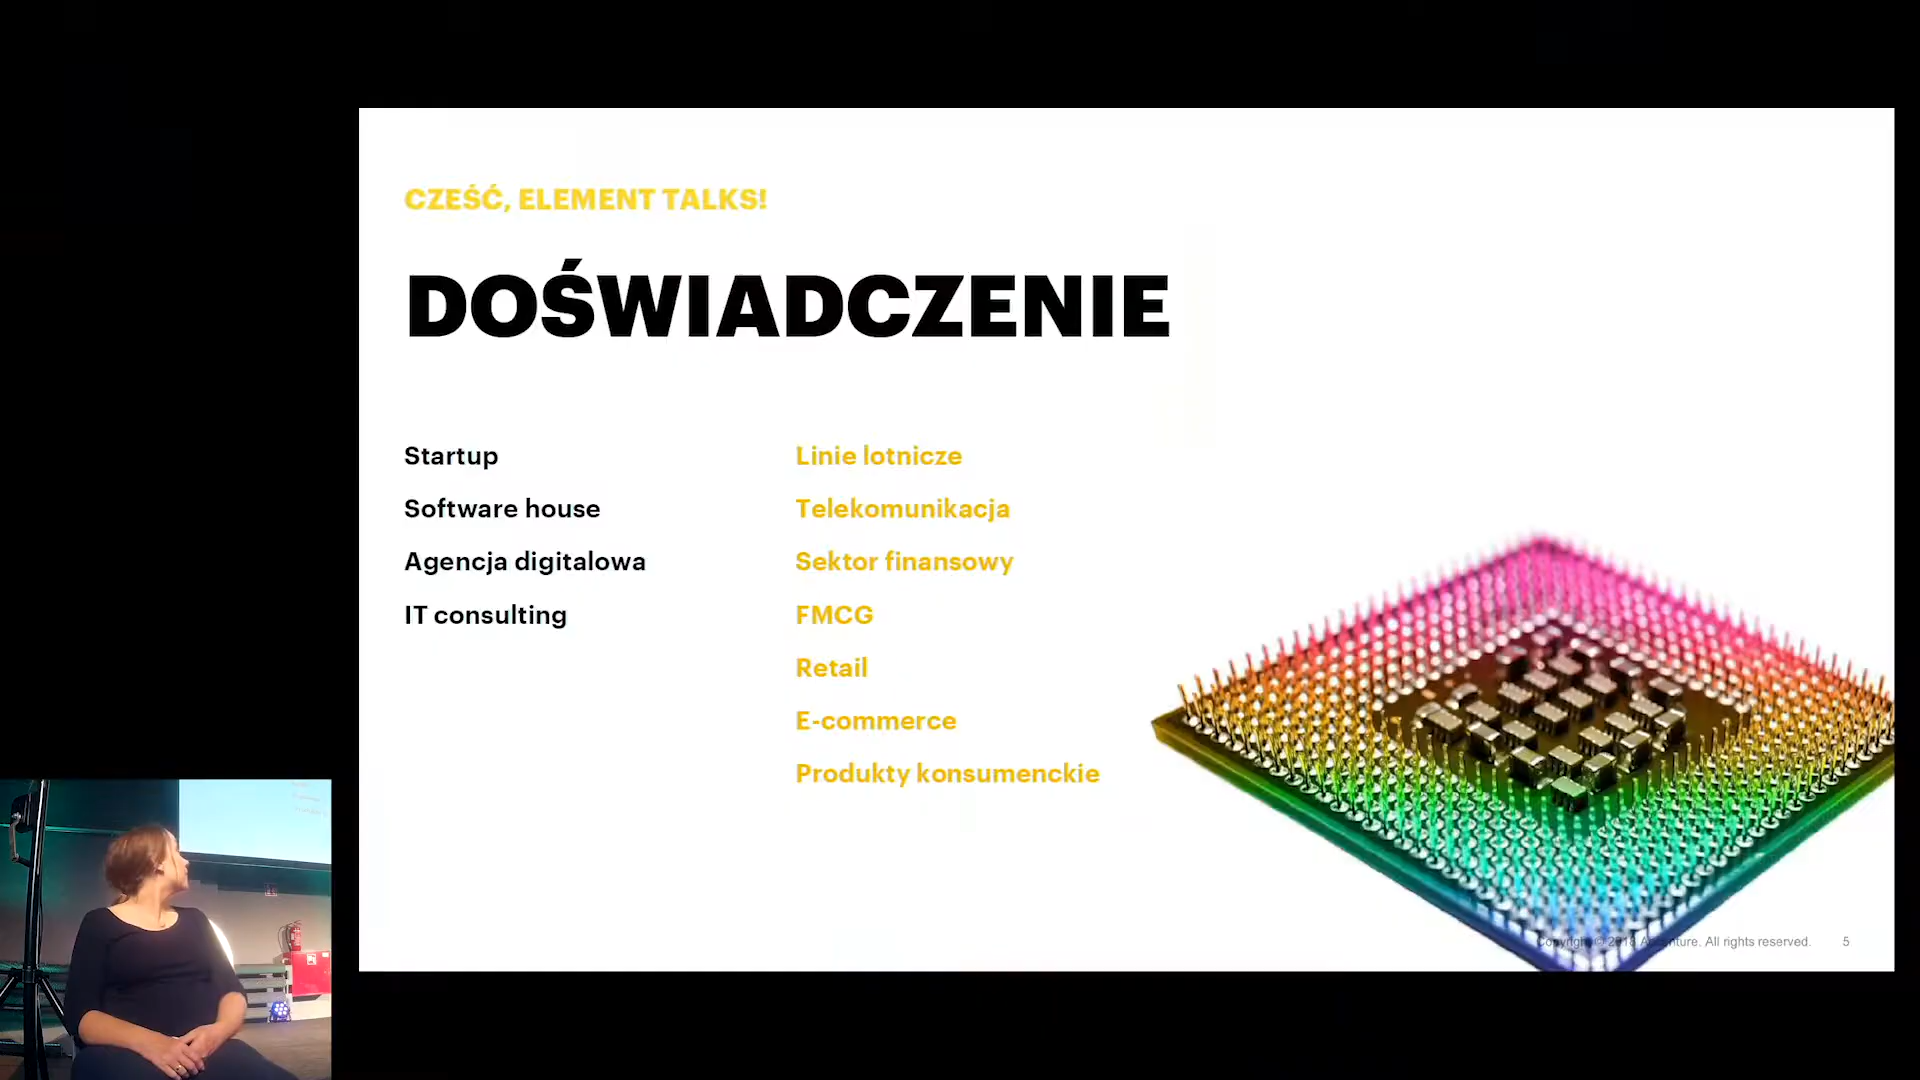 CZEŚĆ, ELEMENT TALKS!
DOŚWIADCZENIE
Startup
Software house
Agencja digitalowa
IT consulting
Linie lotnicze
Telekomunikacja
Sektor finansowy
FMCG
Retail
E-commerce
Produkty konsumenckie
Copyright © 2018 Accenture. All rights reserved. 5